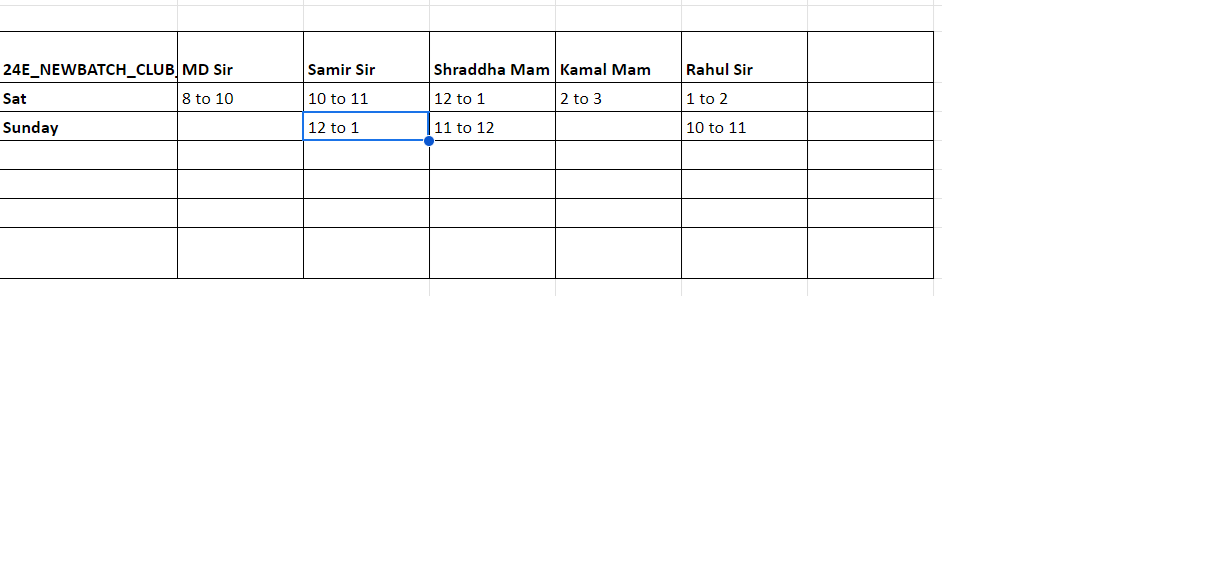 24E_NEWBATCH_CLUB_ MD Sir Samir Sir Shraddha Mam Kamal Mam Rahul Sir
Sat 8 to 10 10 to 11 12 to 1 2 to 3 1 to 2
Sunday 12 to 1 11 to 12 10 to 11